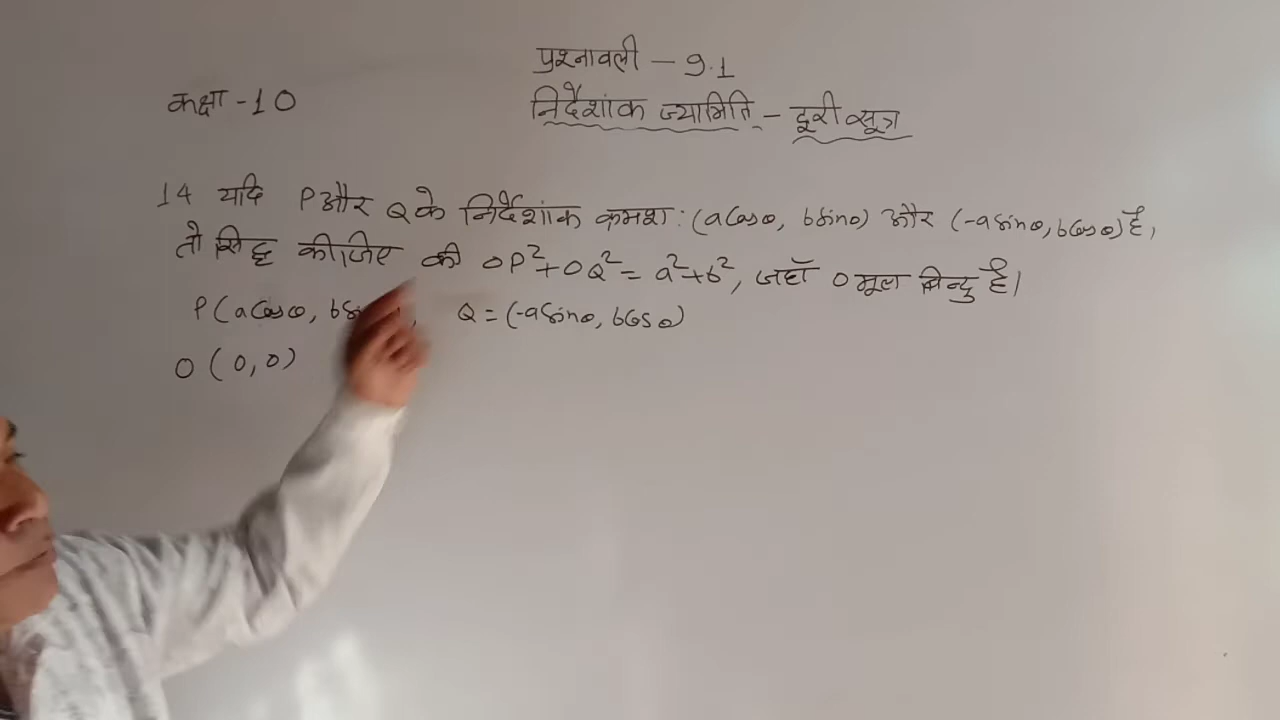 प्रश्नावली - 9.1
कक्षा - 10
निर्देशांक ज्यामिति - दूरी सूत्र
14 यदि P और Q के निर्देशांक क्रमशः (acosθ, bsinθ) और (-asinθ, bcosθ) है,
तो सिद्ध कीजिए की OP²+OQ² = a²+b², जहाँ O मूल बिन्दु है।
P(acosθ, bsi Q = (-asinθ, bcosθ)
O (0,0)